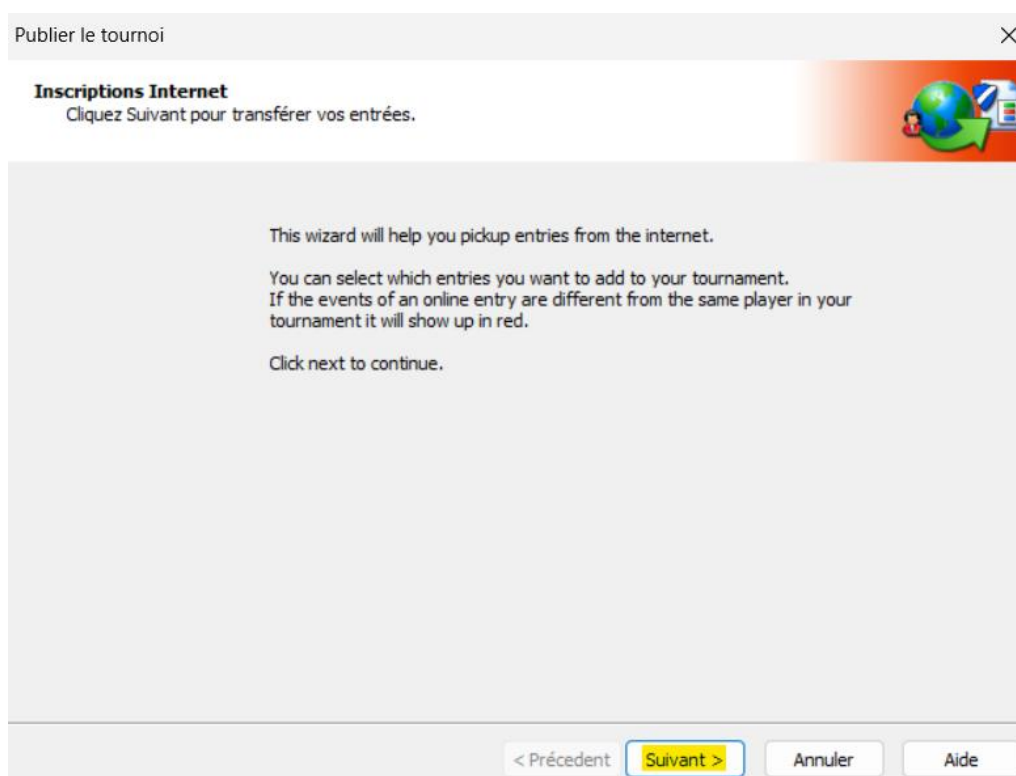 Publier le tournoi
Inscriptions Internet
Cliquez Suivant pour transférer vos entrées.
This wizard will help you pickup entries from the internet.
You can select which entries you want to add to your tournament.
If the events of an online entry are different from the same player in your
tournament it will show up in red.
Click next to continue.
< Précedent Suivant > Annuler Aide